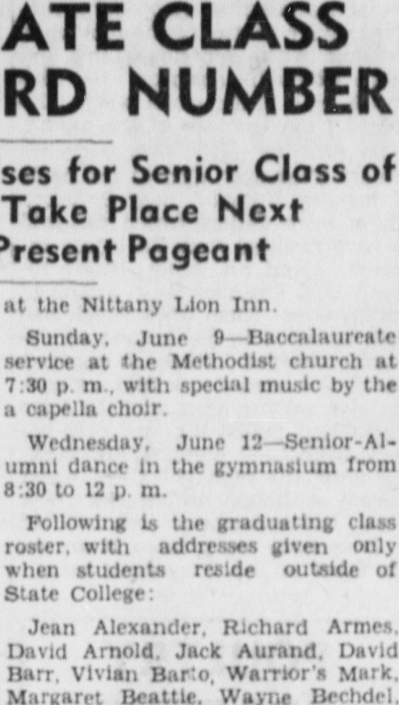 ATE CLASS
RD NUMBER
ses for Senior Class of
Take Place Next
Present Pageant
at the Nittany Lion Inn.
Sunday, June 9—Baccalaureate
service at the Methodist church at
7:30 p. m., with special music by the
a capella choir.
Wednesday, June 12—Senior-Al-
umni dance in the gymnasium from
8:30 to 12 p. m.
Following is the graduating class
roster, with addresses given only
when students reside outside of
State College:
Jean Alexander, Richard Armes,
David Arnold, Jack Aurand, David
Barr, Vivian Barto, Warrior's Mark,
Margaret Beattie, Wayne Bechdel,